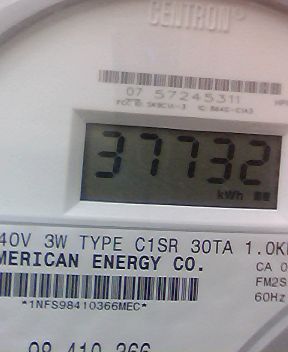 CENTRON®
07 57245311
37732
kWh
40V 3W TYPE C1SR 30TA 1.0K
MERICAN ENERGY CO.
CA 0
FM2S
60Hz
*1NFS98410366MEC*
98 410 366